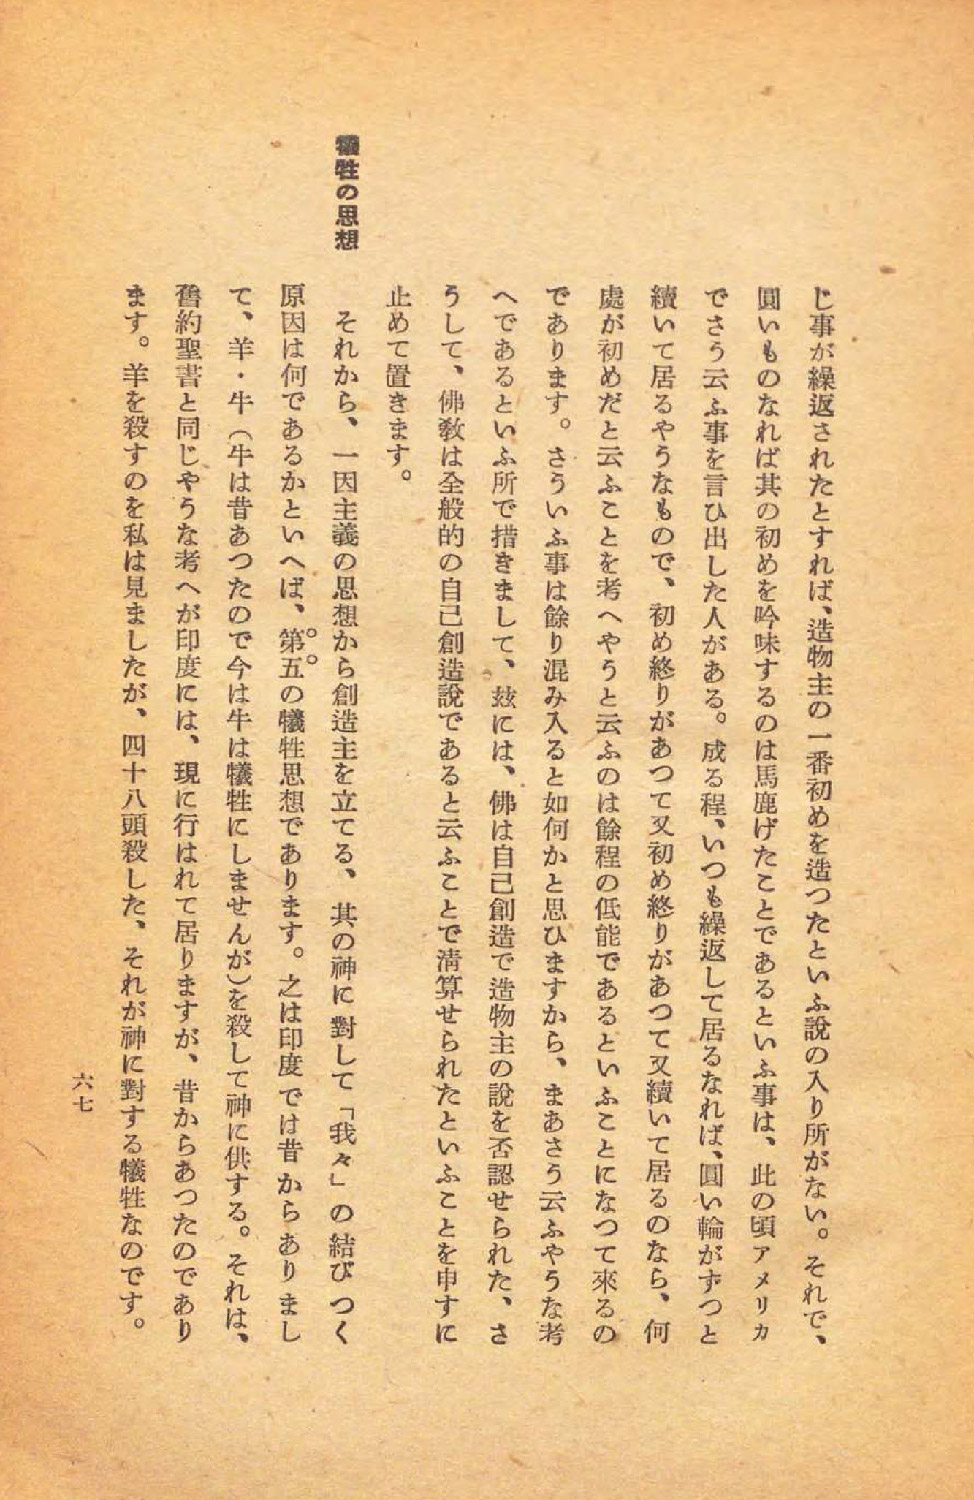 じ事が繰返されたとすれば、造物主の一番初めを造つたといふ說の入り所がない。それで、
圓いものなれば其の初めを吟味するのは馬鹿げたことであるといふ事は、此の頃アメリカ
でさう云ふ事を言ひ出した人がある。成る程、いつも繰返して居るなれば、圓い輪がずつと
續いて居るやうなもので、初め終りがあつて又初め終りがあつて又續いて居るのなら、何
處が初めだと云ふことを考へやうと云ふのは餘程の低能であるといふことになつて來るの
であります。さういふ事は餘り混み入ると如何かと思ひますから、まあさう云ふやうな考
へであるといふ所で措きまして、玆には、佛は自己創造で造物主の說を否認せられた、さ
うして、佛敎は全般的の自己創造說であると云ふことで淸算せられたといふことを申すに
止めて置きます。
犧牲の思想
それから、一因主義の思想から創造主を立てる、其の神に對して「我々」の結びつく
原因は何であるかといへば、第五の犧牲思想であります。之は印度では昔からありまし
て、羊・牛（牛は昔あつたので今は牛は犧牲にしませんが）を殺して神に供する。それは、
舊約聖書と同じやうな考へが印度には、現に行はれて居りますが、昔からあつたのであり
ます。羊を殺すのを私は見ましたが、四十八頭殺した、それが神に對する犧牲なのです。
六七